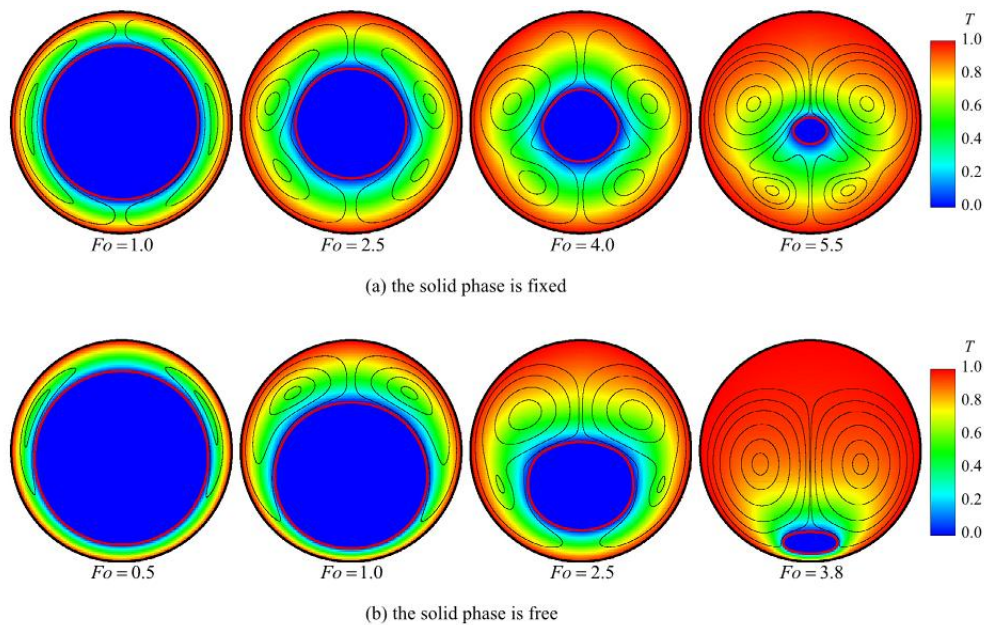 T
1.0
0.8
0.6
0.4
0.2
0.0
Fo = 1.0
Fo = 2.5
Fo = 4.0
Fo = 5.5
(a) the solid phase is fixed
T
1.0
0.8
0.6
0.4
0.2
0.0
Fo = 0.5
Fo = 1.0
Fo = 2.5
Fo = 3.8
(b) the solid phase is free